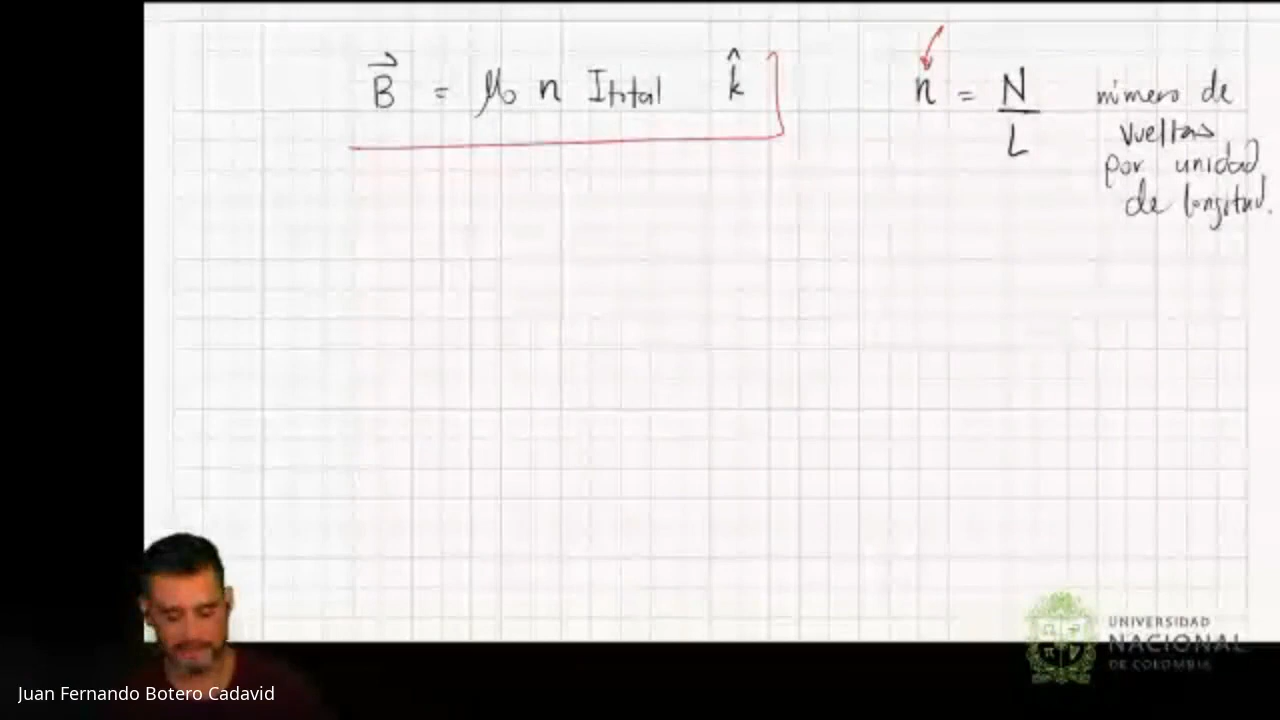 B⃗ = μ₀ n Itotal k̂
n = N/L
número de
vueltas
por unidad
de longitud.
UNIVERSIDAD
NACIONAL
DE COLOMBIA
Juan Fernando Botero Cadavid